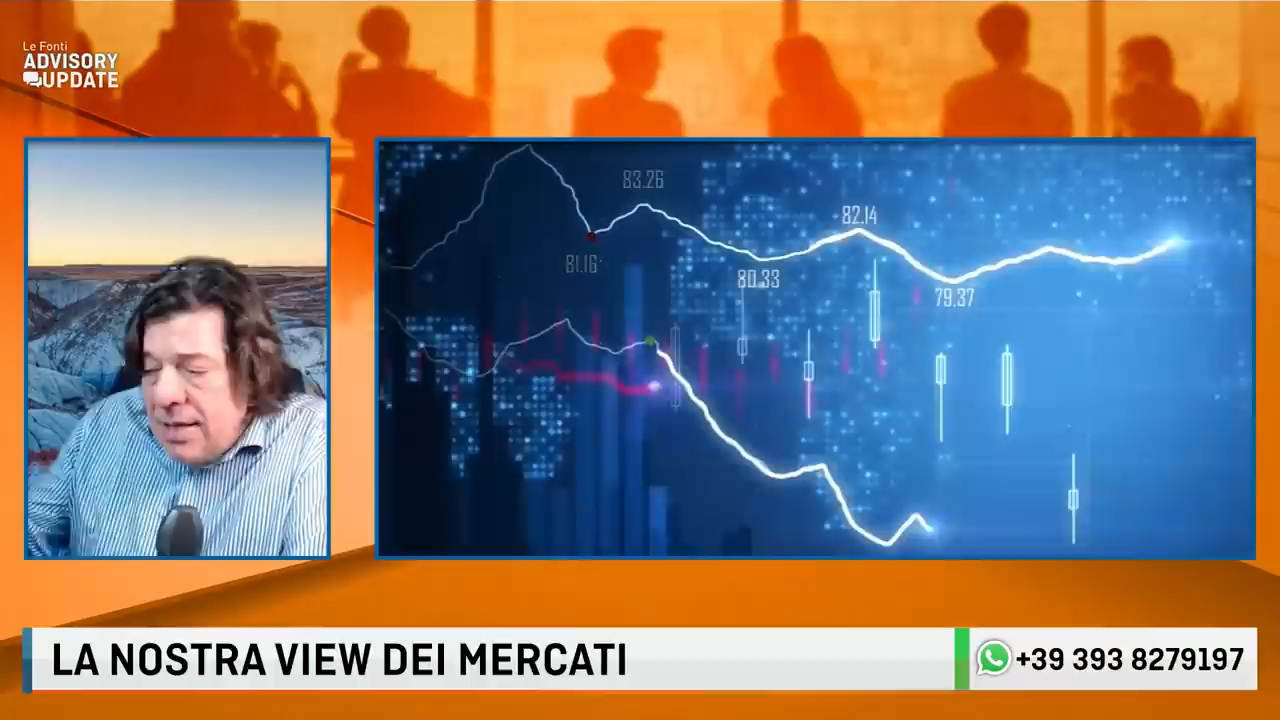 Le Fonti
ADVISORY
UPDATE
83.26
82.14
81.16
80.33
79.37
LA NOSTRA VIEW DEI MERCATI
+39 393 8279197